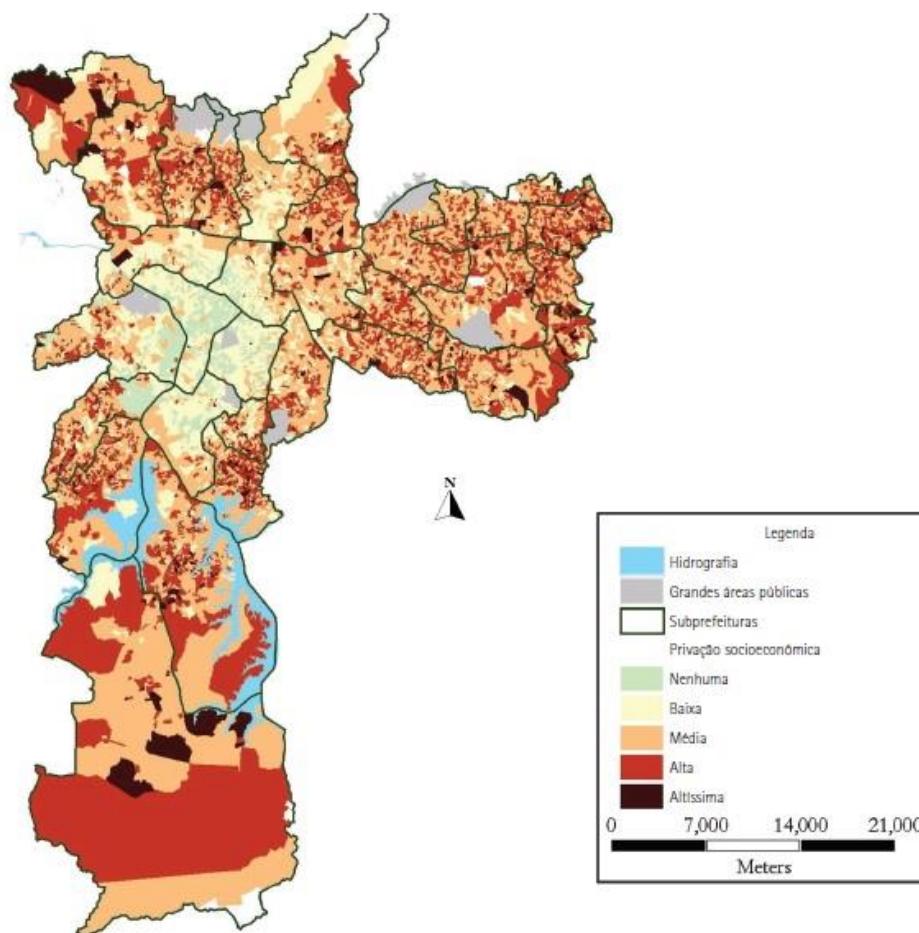 N
Legenda
Hidrografia
Grandes áreas públicas
Subprefeituras
Privação socioeconômica
Nenhuma
Baixa
Média
Alta
Altíssima
0 7,000 14,000 21,000
Meters